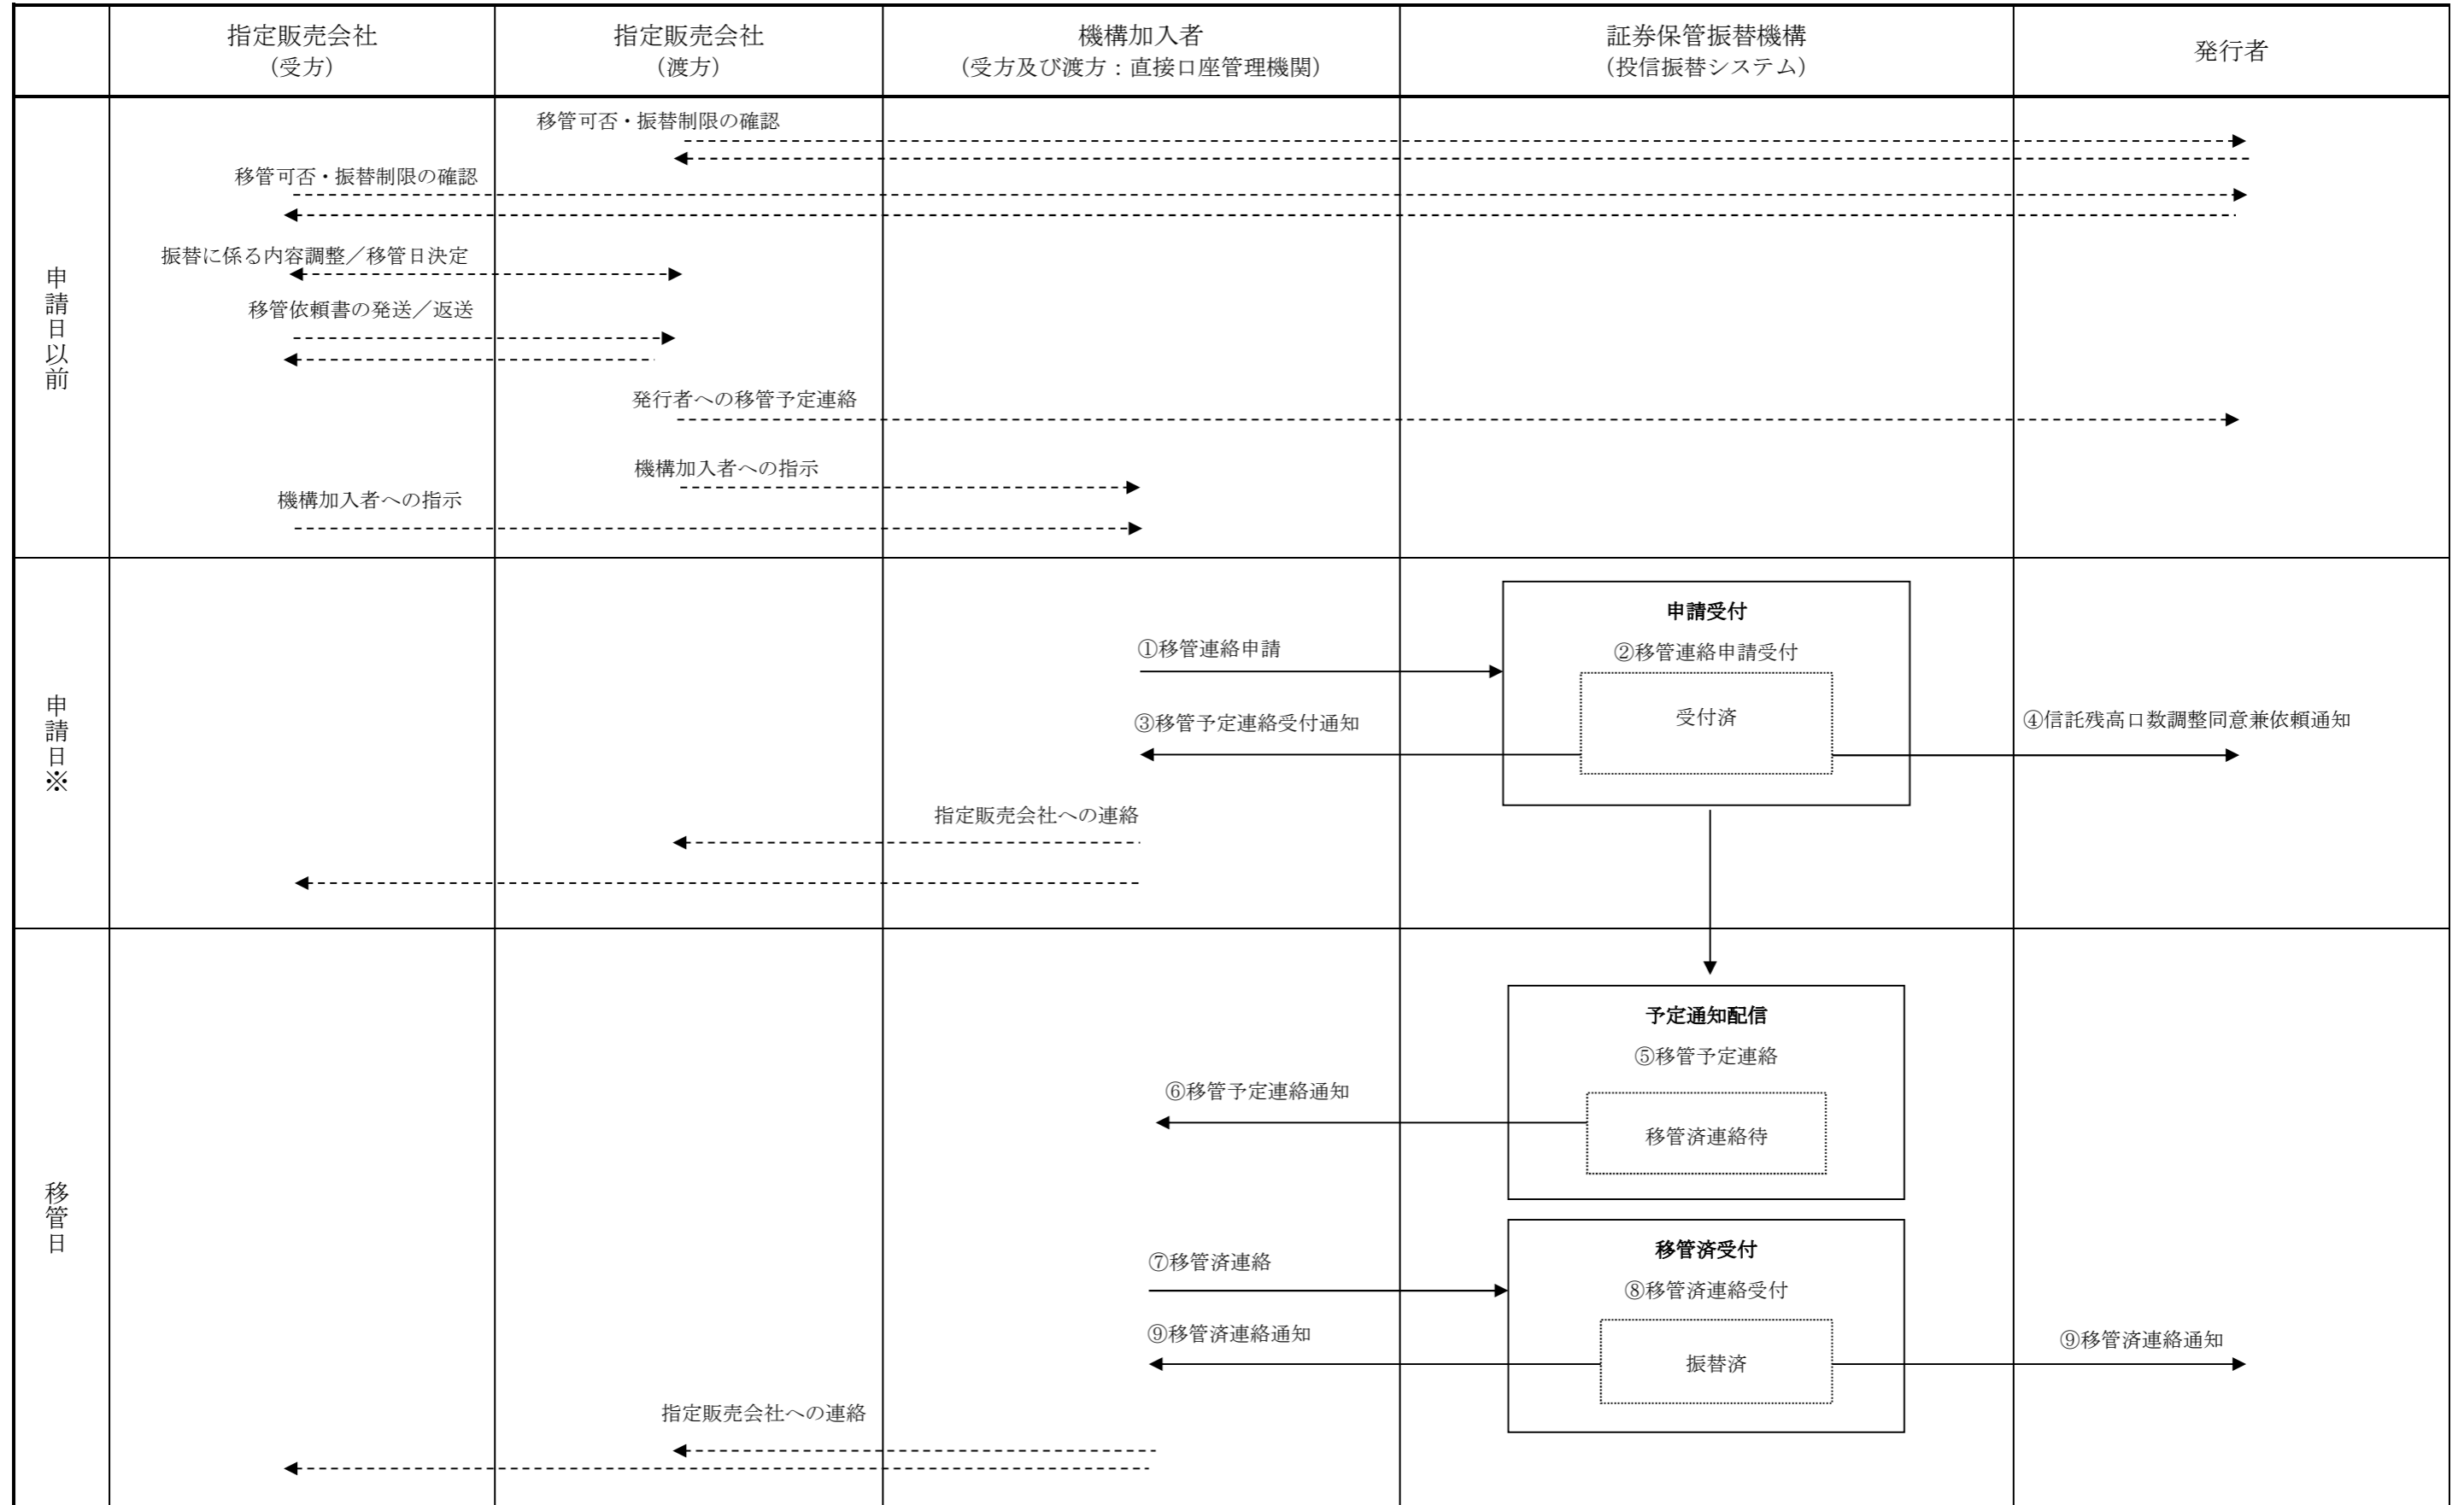 指定販売会社
(受方)
指定販売会社
(渡方)
機構加入者
(受方及び渡方:直接口座管理機関)
証券保管振替機構
(投信振替システム)
発行者
申請日以前
移管可否・振替制限の確認
移管可否・振替制限の確認
振替に係る内容調整/移管日決定
移管依頼書の発送/返送
発行者への移管予定連絡
機構加入者への指示
機構加入者への指示
申請日※
申請受付
①移管連絡申請
②移管連絡申請受付
受付済
③移管予定連絡受付通知
④信託残高口数調整同意兼依頼通知
指定販売会社への連絡
移管日
予定通知配信
⑤移管予定連絡
⑥移管予定連絡通知
移管済連絡待
移管済受付
⑦移管済連絡
⑧移管済連絡受付
⑨移管済連絡通知
振替済
⑨移管済連絡通知
指定販売会社への連絡